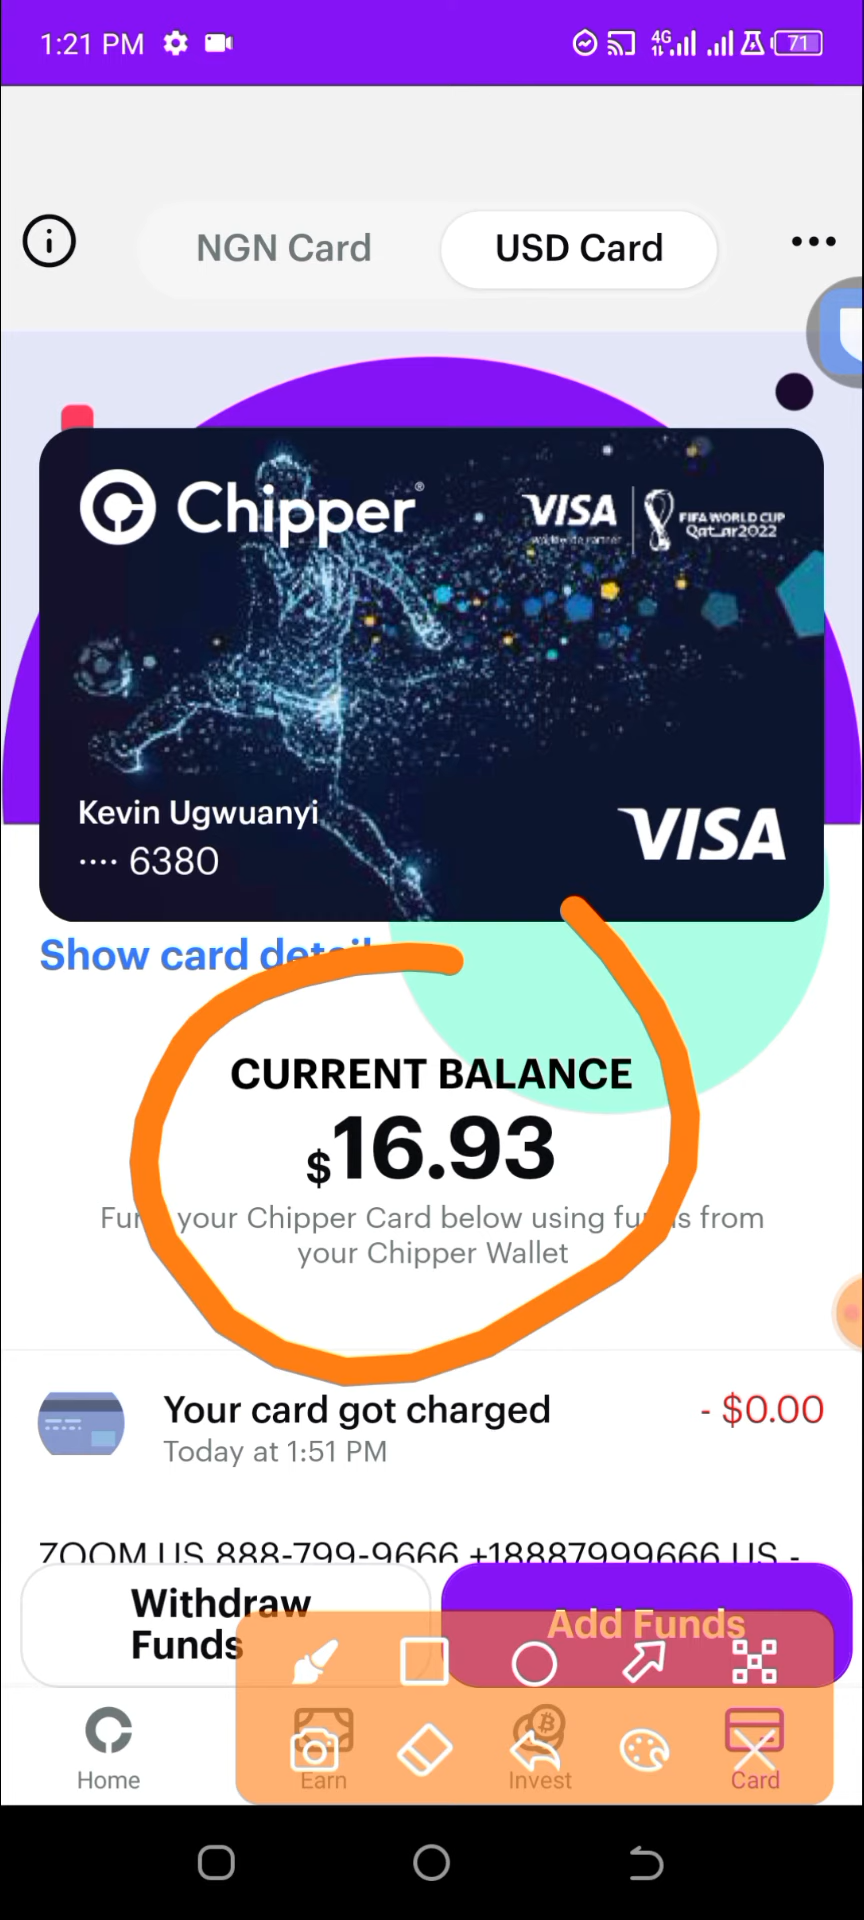 1:21 PM
4G
71
NGN Card
USD Card
Chipper®
VISA
FIFA WORLD CUP
Qatar2022
Kevin Ugwuanyi
.... 6380
VISA
Show card
CURRENT BALANCE
$16.93
your Chipper Card below using from
your Chipper Wallet
Your card got charged
- $0.00
Today at 1:51 PM
ZOOM.US 888-799-9666 +18887999666 US -
Withdraw
Funds
Add Funds
Home
Earn
Invest
Card